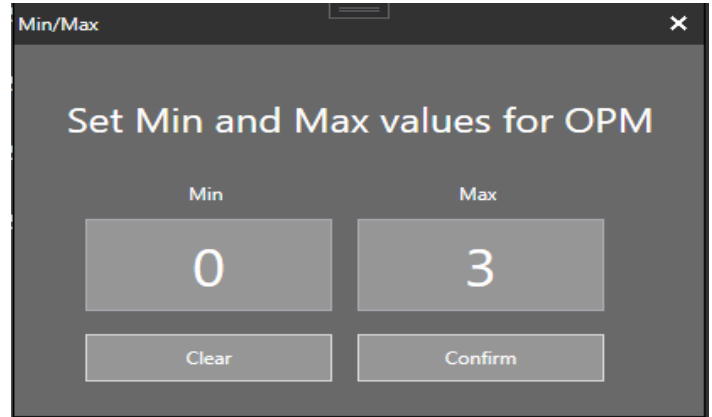 Min/Max
Set Min and Max values for OPM
Min Max
0 3
Clear Confirm